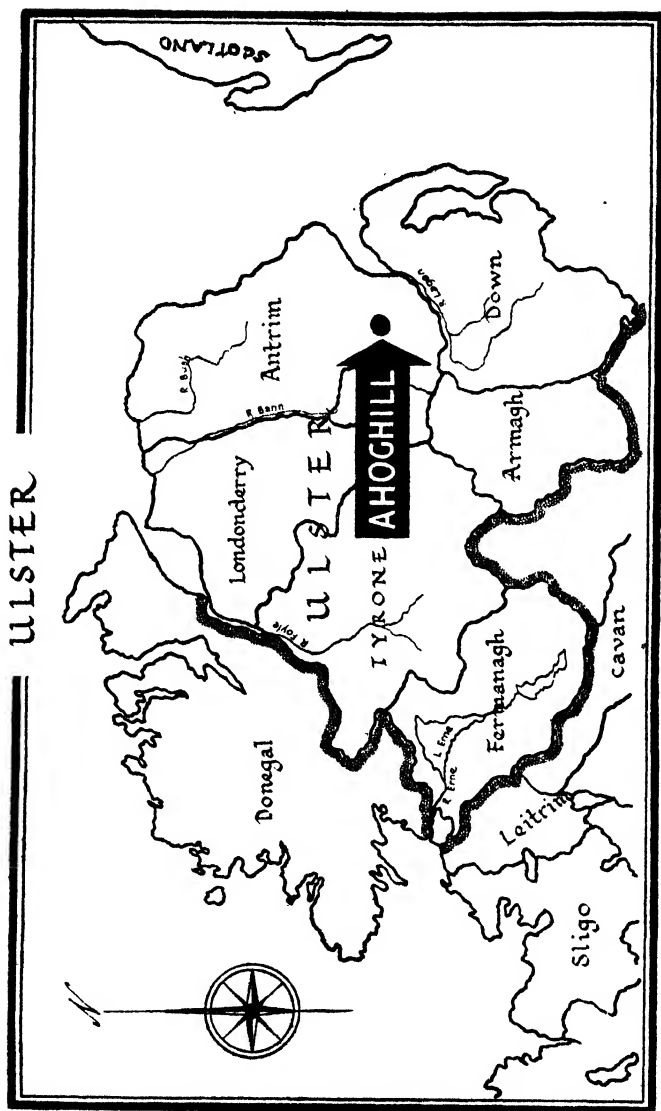 ULSTER
N
SCOTLAND
Donegal
Londonderry
Antrim
R Bush
R Bann
R Foyle
ULSTER
TYRONE
AHOGHILL
R Lagan
Down
Armagh
Fermanagh
L Erne
R Erne
Leitrim
Sligo
Cavan